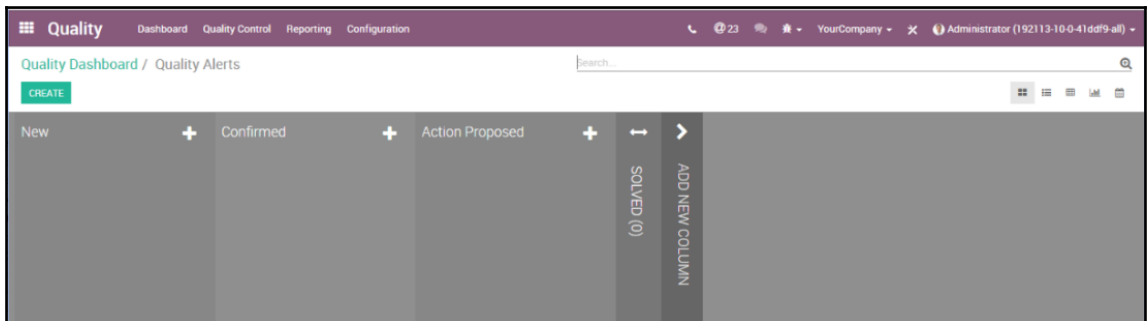 Quality Dashboard Quality Control Reporting Configuration @23 YourCompany Administrator (192113-10-0-41ddf9-all)
Quality Dashboard / Quality Alerts Search...
CREATE
New Confirmed Action Proposed
SOLVED (0)
ADD NEW COLUMN